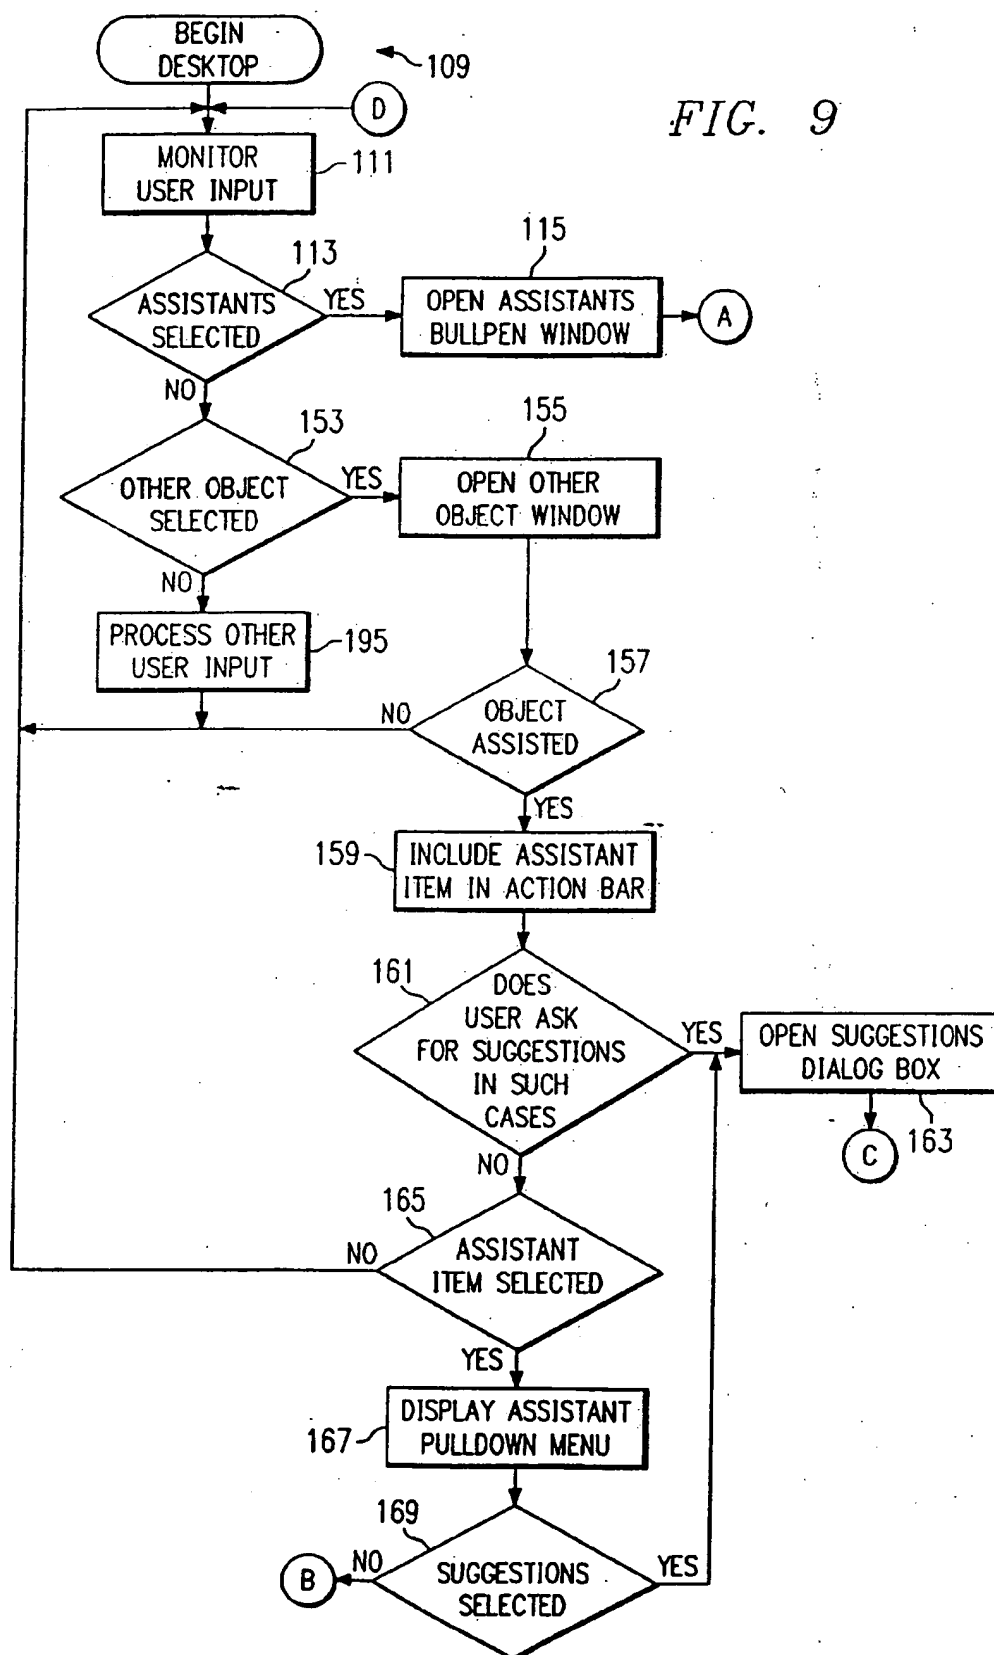 BEGIN
DESKTOP
109
D
FIG. 9
MONITOR
USER INPUT
111
113
ASSISTANTS
SELECTED
YES
115
OPEN ASSISTANTS
BULLPEN WINDOW
A
NO
153
OTHER OBJECT
SELECTED
YES
155
OPEN OTHER
OBJECT WINDOW
NO
PROCESS OTHER
USER INPUT
195
157
OBJECT
ASSISTED
NO
YES
159
INCLUDE ASSISTANT
ITEM IN ACTION BAR
161
DOES
USER ASK
FOR SUGGESTIONS
IN SUCH
CASES
YES
OPEN SUGGESTIONS
DIALOG BOX
163
C
NO
165
ASSISTANT
ITEM SELECTED
NO
YES
DISPLAY ASSISTANT
PULLDOWN MENU
167
169
SUGGESTIONS
SELECTED
NO
B
YES